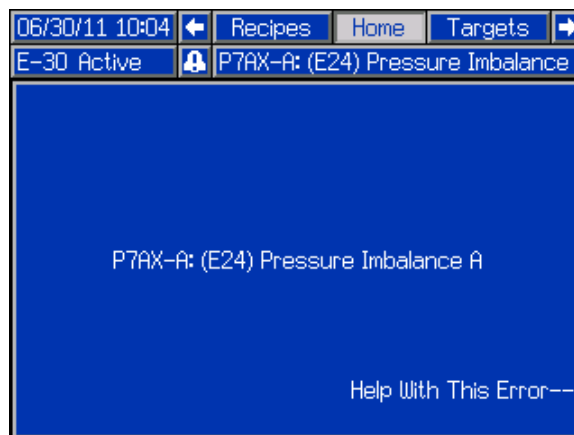 06/30/11 10:04 Recipes Home Targets
E-30 Active P7AX-A: (E24) Pressure Imbalance
P7AX-A: (E24) Pressure Imbalance A
Help With This Error--